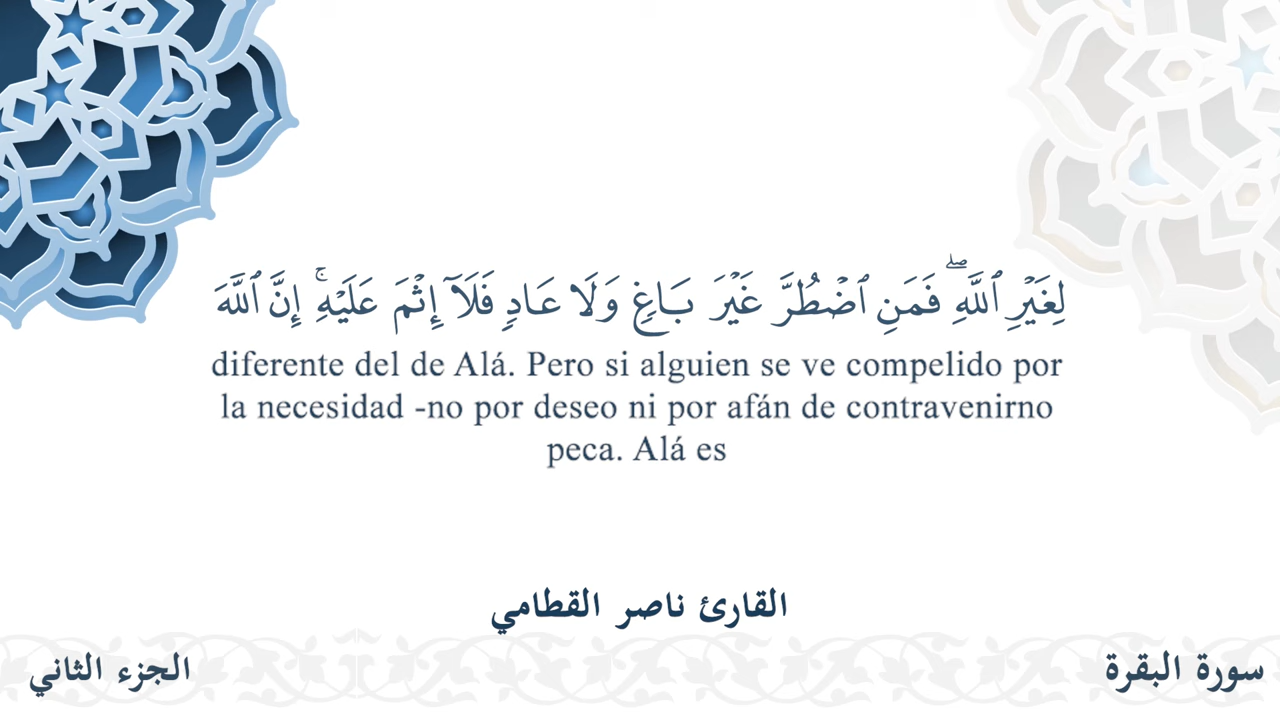 لِغَيْرِ ٱللَّهِ ۖ فَمَنِ ٱضْطُرَّ غَيْرَ بَاغٍ وَلَا عَادٍ فَلَآ إِثْمَ عَلَيْهِ ۚ إِنَّ ٱللَّهَ
diferente del de Alá. Pero si alguien se ve compelido por
la necesidad -no por deseo ni por afán de contravenirno
peca. Alá es
القارئ ناصر القطامي
سورة البقرة
الجزء الثاني